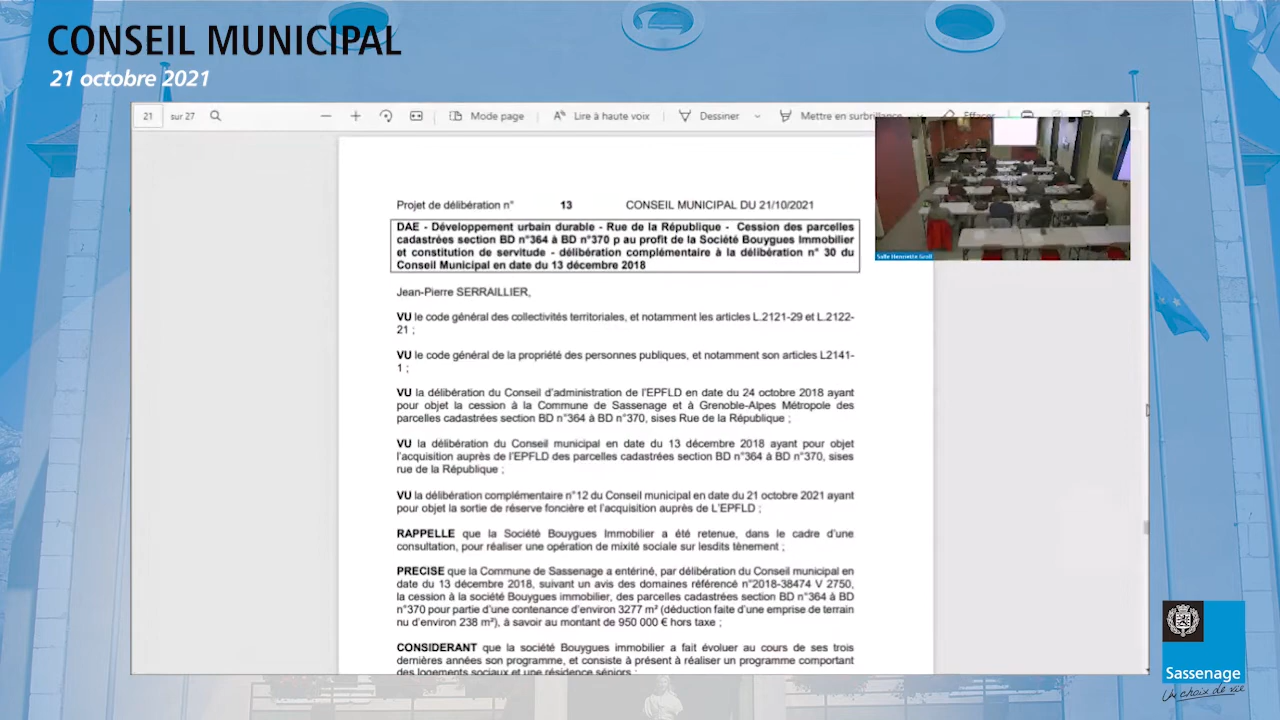 CONSEIL MUNICIPAL
21 octobre 2021
21 sur 27
Mode page
Lire à haute voix
Dessiner
Mettre en surbrillance
Effacer
Projet de délibération n° 13 CONSEIL MUNICIPAL DU 21/10/2021
DAE - Développement urbain durable - Rue de la République - Cession des parcelles
cadastrées section BD n°364 à BD n°370 p au profit de la Société Bouygues Immobilier
et constitution de servitude - délibération complémentaire à la délibération n° 30 du
Conseil Municipal en date du 13 décembre 2018
Jean-Pierre SERRAILLIER,
VU le code général des collectivités territoriales, et notamment les articles L.2121-29 et L.2122-
21 ;
VU le code général de la propriété des personnes publiques, et notamment son articles L2141-
1 ;
VU la délibération du Conseil d'administration de l'EPFLD en date du 24 octobre 2018 ayant
pour objet la cession à la Commune de Sassenage et à Grenoble-Alpes Métropole des
parcelles cadastrées section BD n°364 à BD n°370, sises Rue de la République ;
VU la délibération du Conseil municipal en date du 13 décembre 2018 ayant pour objet
l'acquisition auprès de l'EPFLD des parcelles cadastrées section BD n°364 à BD n°370, sises
rue de la République ;
VU la délibération complémentaire n°12 du Conseil municipal en date du 21 octobre 2021 ayant
pour objet la sortie de réserve foncière et l'acquisition auprès de L'EPFLD ;
RAPPELLE que la Société Bouygues Immobilier a été retenue, dans le cadre d'une
consultation, pour réaliser une opération de mixité sociale sur lesdits tènement ;
PRECISE que la Commune de Sassenage a entériné, par délibération du Conseil municipal en
date du 13 décembre 2018, suivant un avis des domaines référencé n°2018-38474 V 2750,
la cession à la société Bouygues immobilier, des parcelles cadastrées section BD n°364 à BD
n°370 pour partie d'une contenance d'environ 3277 m² (déduction faite d'une emprise de terrain
nu d'environ 238 m²), à savoir au montant de 950 000 € hors taxe ;
CONSIDERANT que la société Bouygues immobilier a fait évoluer au cours de ses trois
dernières années son programme, et consiste à présent à réaliser un programme comportant
des logements sociaux et une résidence séniors ;
Salle Henriette Groll
Sassenage
Un choix de vie